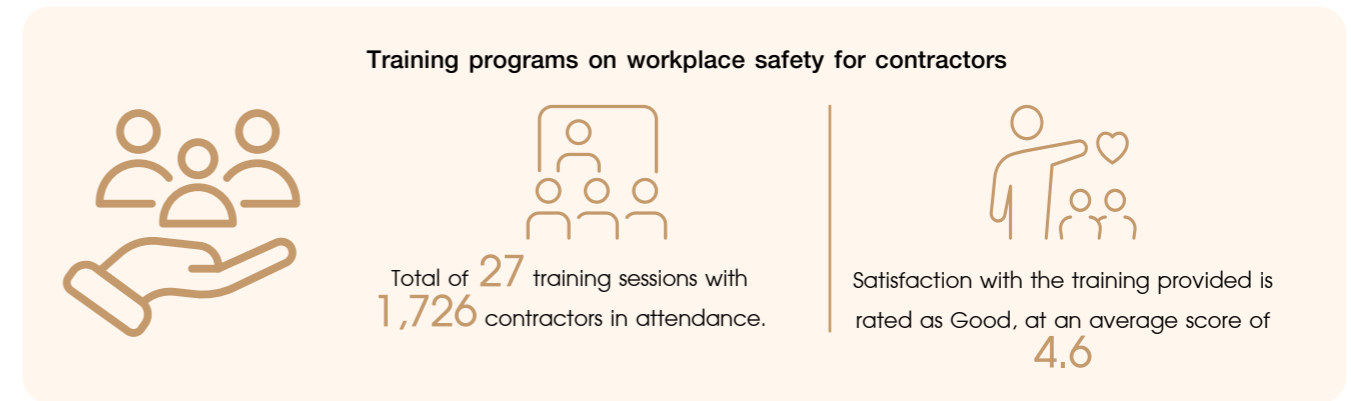 Training programs on workplace safety for contractors
Total of 27 training sessions with
1,726 contractors in attendance.
Satisfaction with the training provided is
rated as Good, at an average score of
4.6